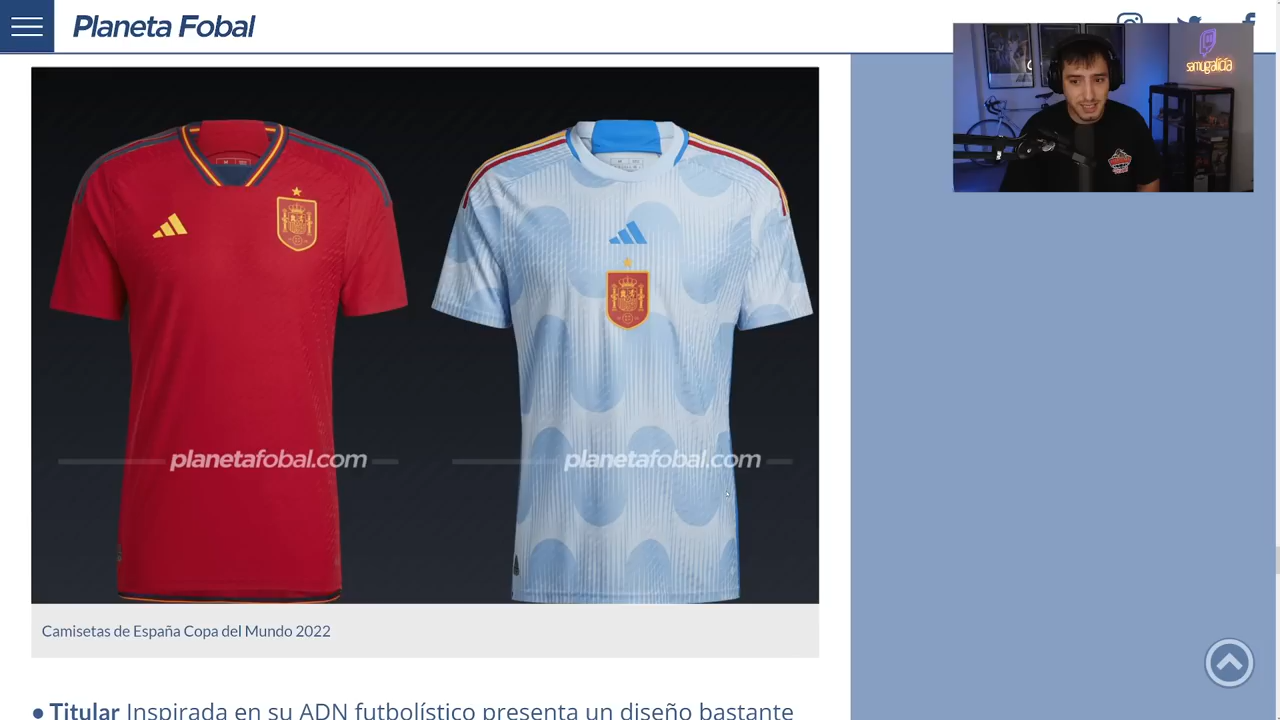 Planeta Fobal
samugalicia
planetafobal.com
planetafobal.com
Camisetas de España Copa del Mundo 2022
● Titular Inspirada en su ADN futbolístico presenta un diseño bastante